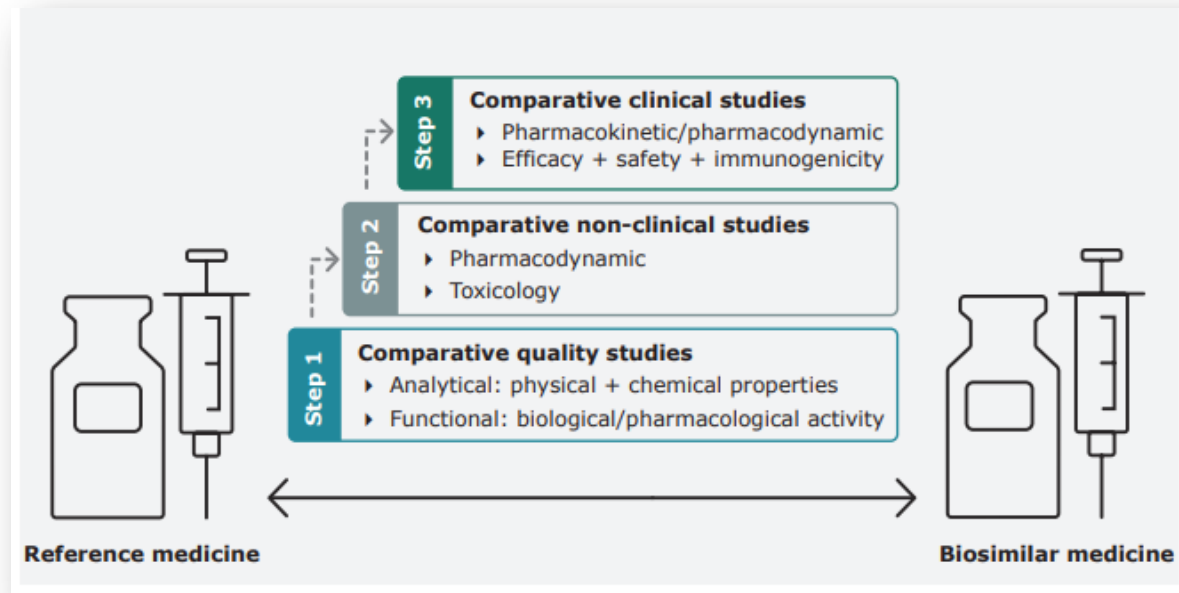 Step 3
Comparative clinical studies
Pharmacokinetic/pharmacodynamic
Efficacy + safety + immunogenicity
Step 2
Comparative non-clinical studies
Pharmacodynamic
Toxicology
Step 1
Comparative quality studies
Analytical: physical + chemical properties
Functional: biological/pharmacological activity
Reference medicine
Biosimilar medicine